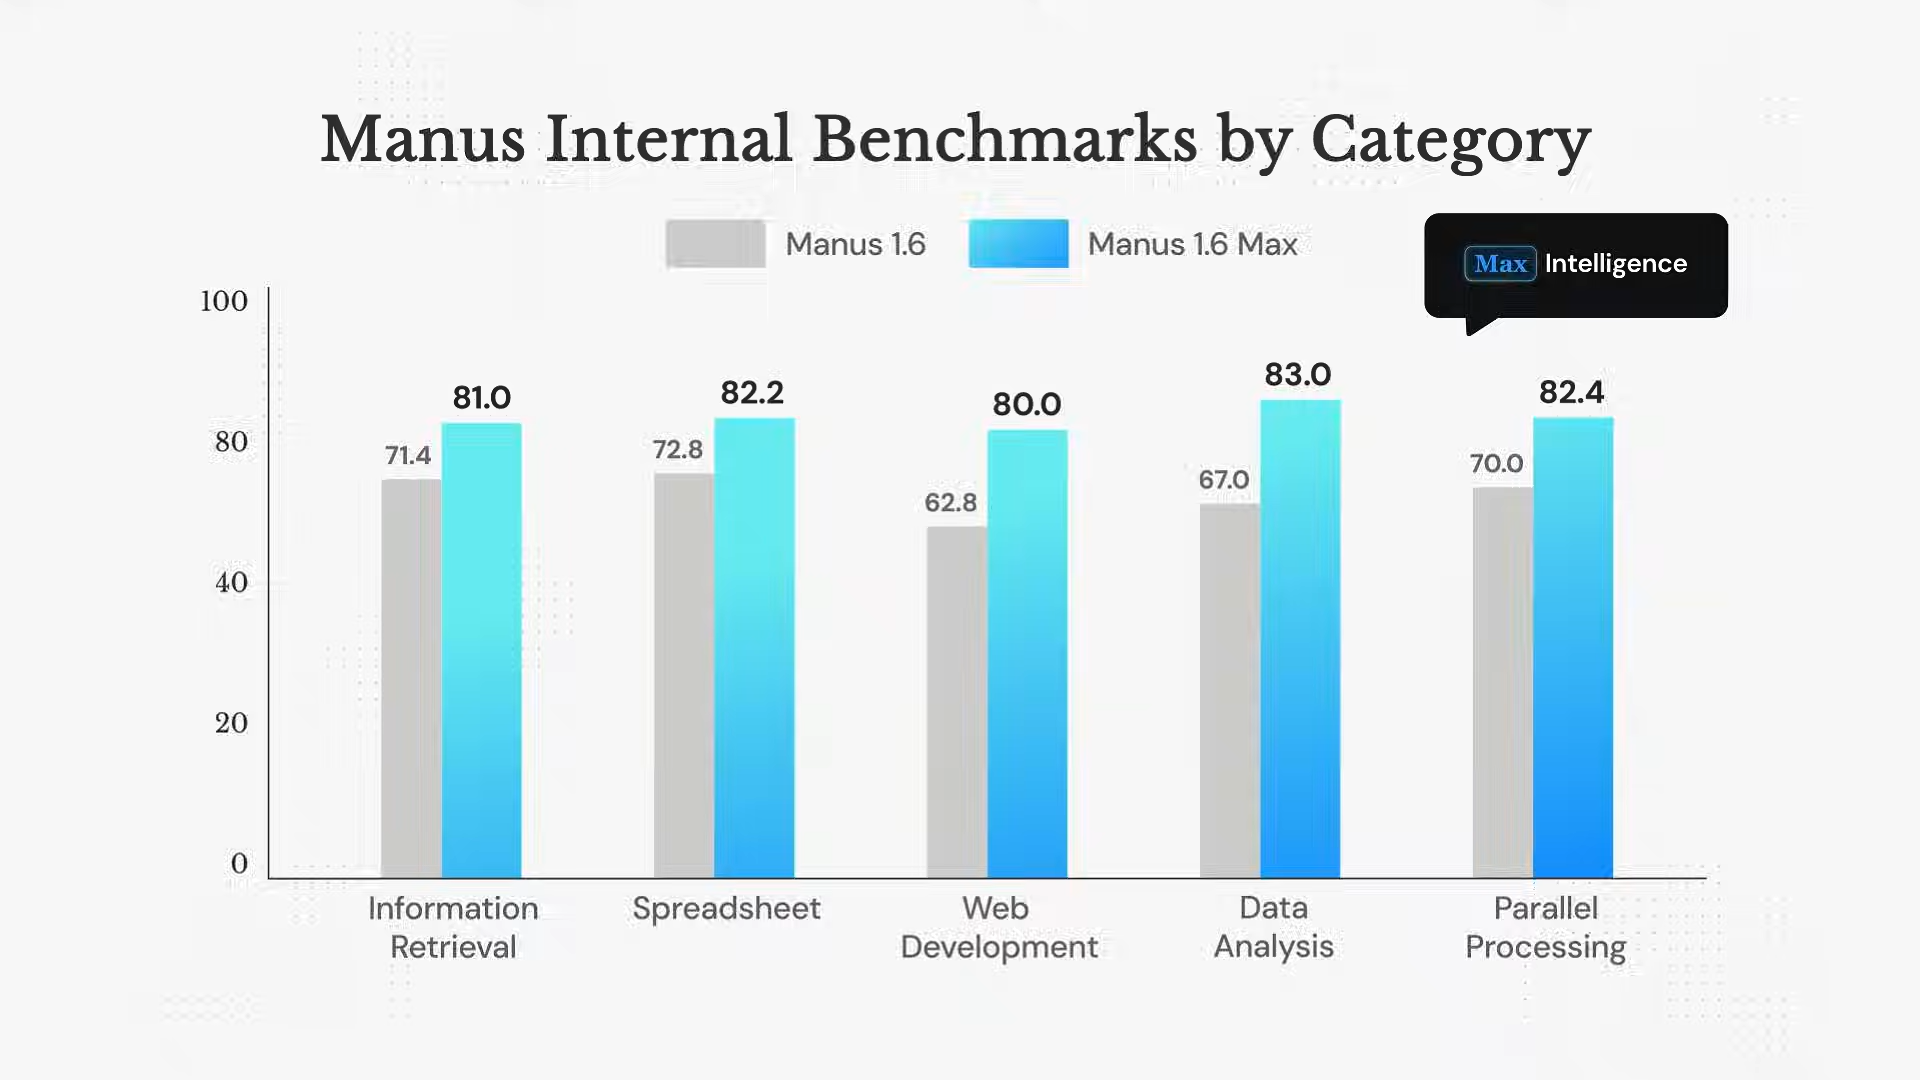 Manus Internal Benchmarks by Category
Manus 1.6
Manus 1.6 Max
Max Intelligence
100
80
40
20
0
71.4
81.0
72.8
82.2
62.8
80.0
67.0
83.0
70.0
82.4
Information
Retrieval
Spreadsheet
Web
Development
Data
Analysis
Parallel
Processing